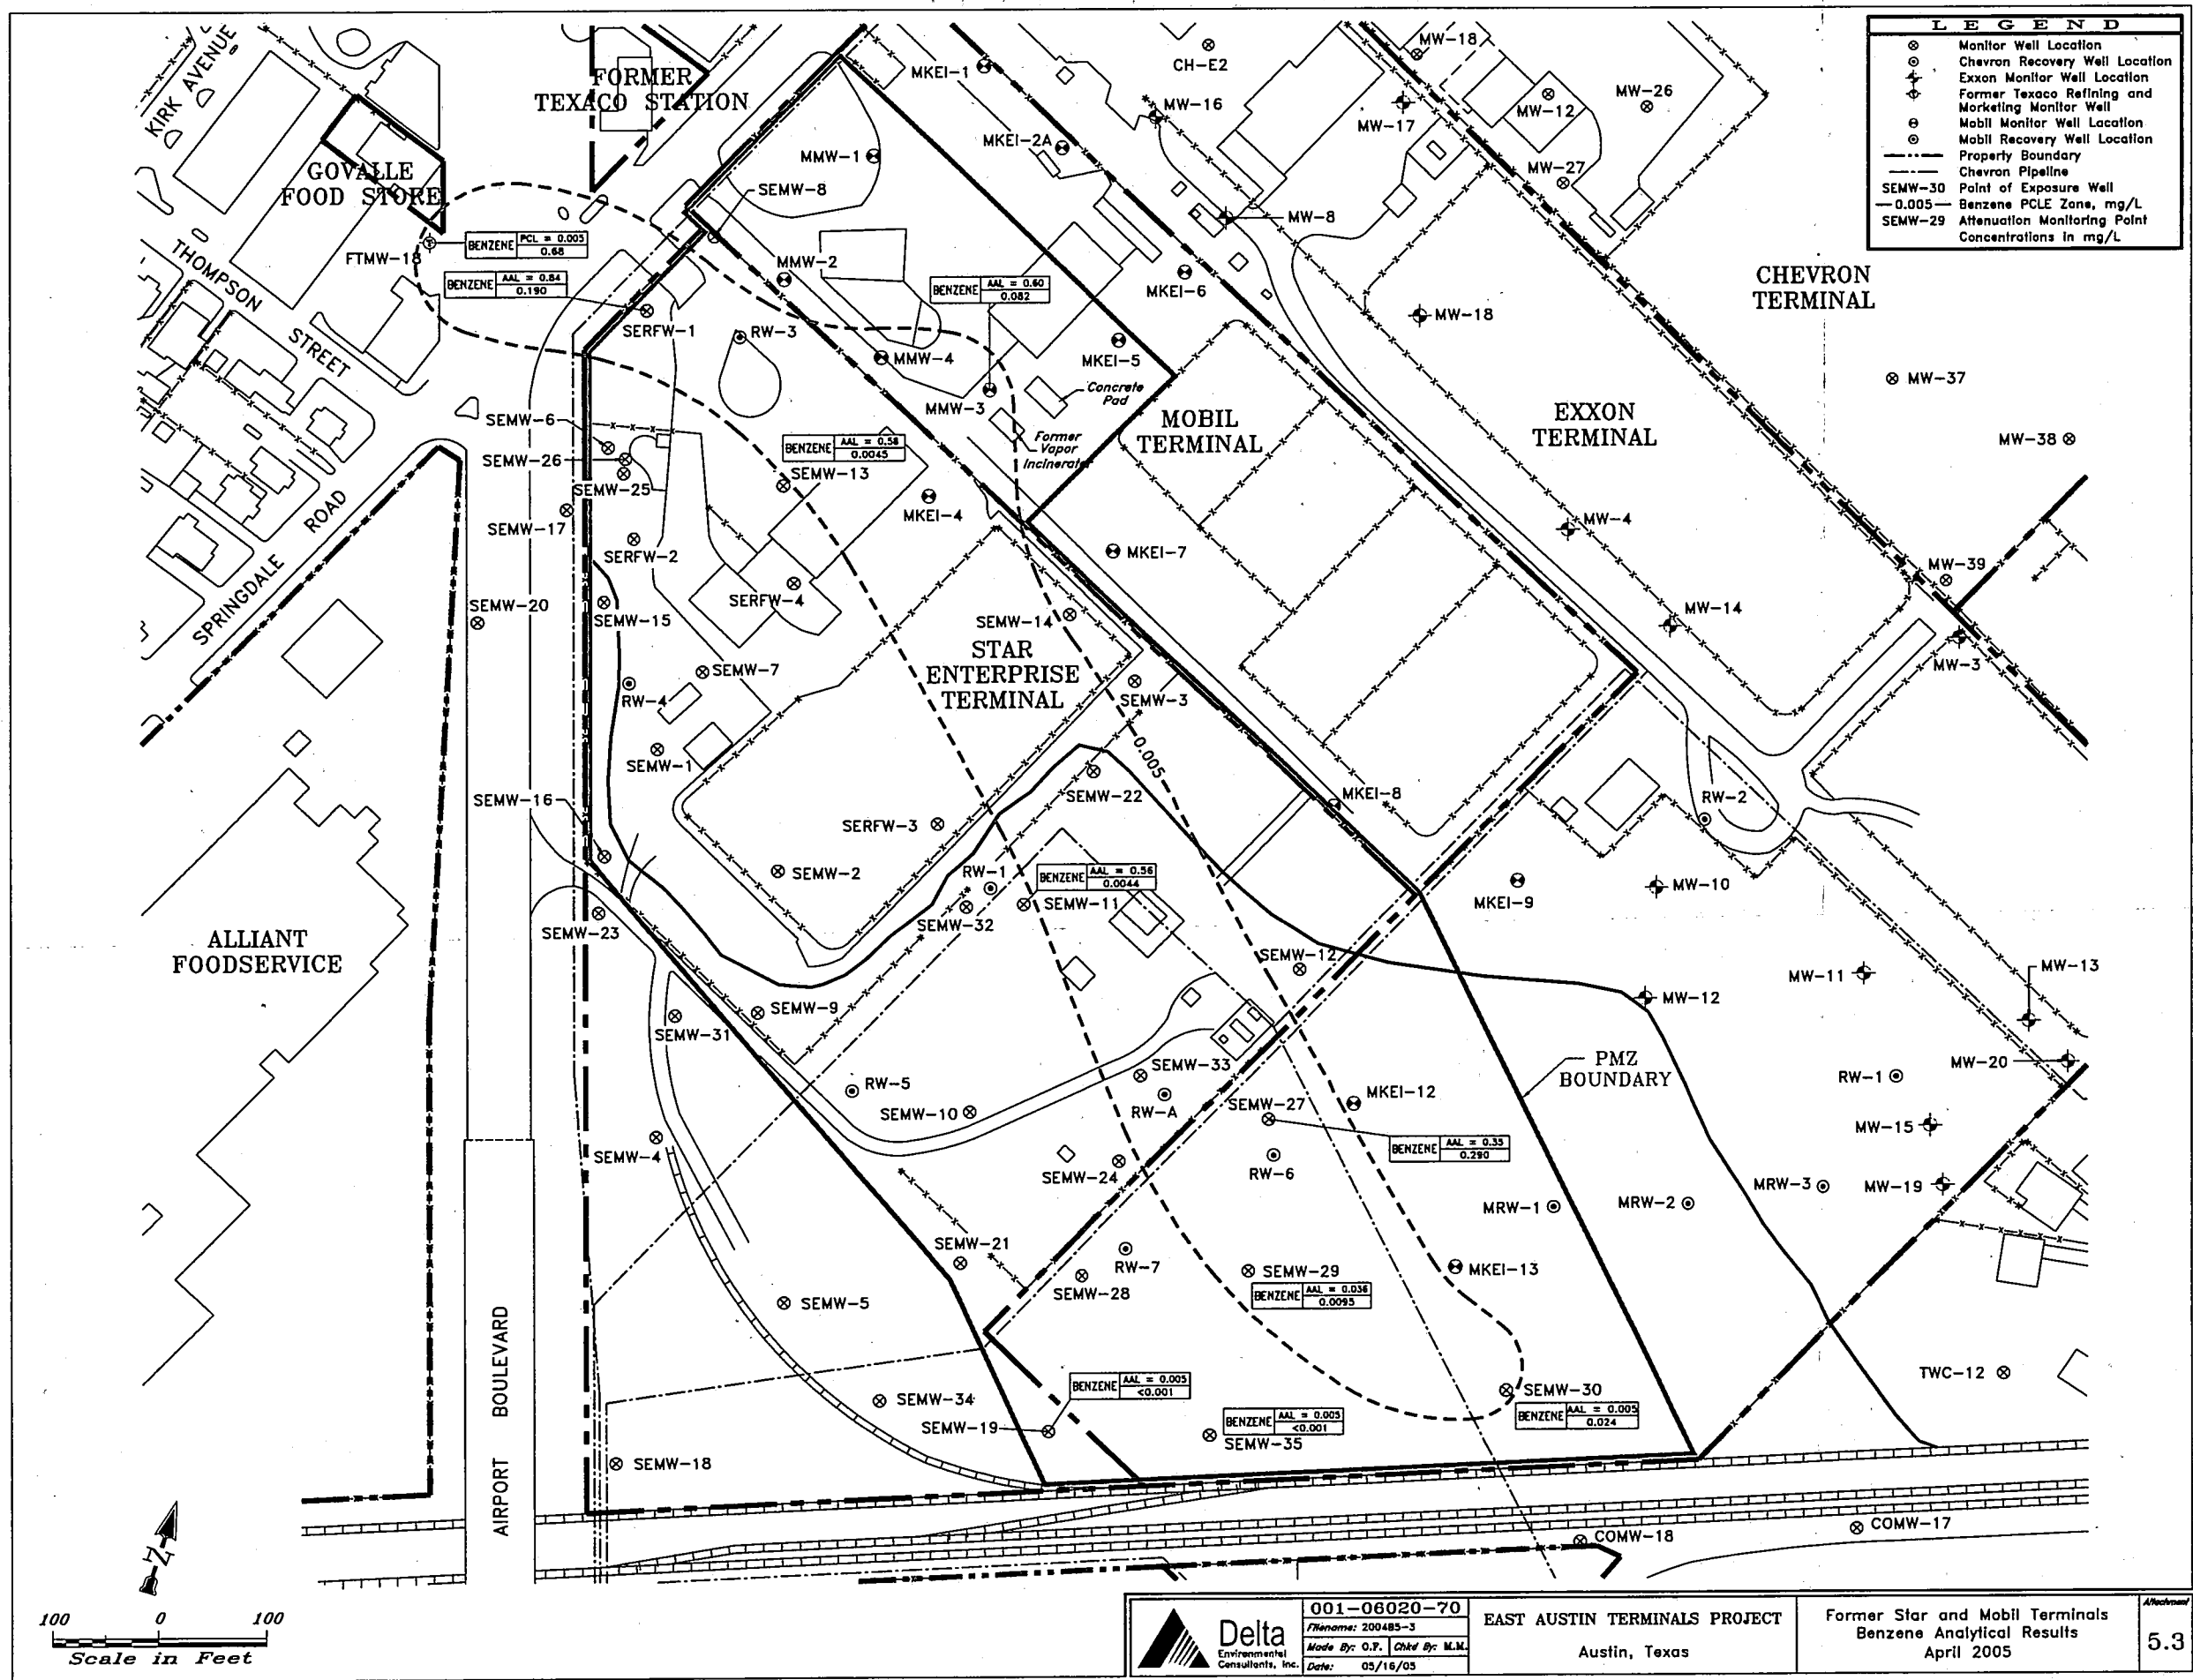 LEGEND
Monitor Well Location
Chevron Recovery Well Location
Exxon Monitor Well Location
Former Texaco Refining and
Marketing Monitor Well
Mobil Monitor Well Location
Mobil Recovery Well Location
Property Boundary
Chevron Pipeline
SEMW-30 Point of Exposure Well
0.005 Benzene PCLE Zone, mg/L
SEMW-29 Attenuation Monitoring Point
Concentrations in mg/L
KIRK AVENUE
FORMER
TEXACO STATION
MKEI-1
CH-E2
MW-18
MW-16
MW-17
MW-12
MW-26
GOVALLE
FOOD STORE
MMW-1
MKEI-2A
MW-27
SEMW-8
MW-8
FTMW-18
BENZENE PCL = 0.005
0.68
BENZENE AAL = 0.84
0.190
MMW-2
BENZENE AAL = 0.60
0.082
MKEI-6
CHEVRON
TERMINAL
THOMPSON
STREET
SERFW-1
RW-3
MW-18
MMW-4
MKEI-5
MW-37
Concrete
Pad
MMW-3
MOBIL
TERMINAL
EXXON
TERMINAL
SEMW-6
Former
Vapor
Incinerator
BENZENE AAL = 0.58
0.0045
MW-38
SEMW-26
SEMW-25
SEMW-13
SEMW-17
MKEI-4
MW-4
ROAD
SPRINGDALE
SERFW-2
MKEI-7
MW-39
SEMW-20
SERFW-4
SEMW-15
SEMW-14
MW-14
STAR
ENTERPRISE
TERMINAL
MW-3
SEMW-7
RW-4
SEMW-3
SEMW-1
0.005
SEMW-16
SEMW-22
MKEI-8
RW-2
SERFW-3
SEMW-2
RW-1
BENZENE AAL = 0.56
0.0044
SEMW-11
MKEI-9
MW-10
SEMW-32
SEMW-23
ALLIANT
FOODSERVICE
SEMW-12
MW-11
MW-13
MW-12
SEMW-9
SEMW-31
PMZ
BOUNDARY
MW-20
SEMW-33
RW-1
RW-5
SEMW-10
RW-A
SEMW-27
MKEI-12
MW-15
BENZENE AAL = 0.35
0.290
SEMW-4
SEMW-24
RW-6
MRW-1
MRW-2
MRW-3
MW-19
SEMW-21
RW-7
SEMW-28
SEMW-29
BENZENE AAL = 0.036
0.0095
MKEI-13
SEMW-5
AIRPORT BOULEVARD
SEMW-34
BENZENE AAL = 0.005
<0.001
SEMW-19
BENZENE AAL = 0.005
<0.001
SEMW-35
SEMW-30
BENZENE AAL = 0.005
0.024
TWC-12
SEMW-18
COMW-18
COMW-17
N
100 0 100
Scale in Feet
Delta
Environmental
Consultants, Inc.
001-06020-70
Filename: 200485-3
Made By: O.F. Chkd By: M.M.
Date: 05/16/05
EAST AUSTIN TERMINALS PROJECT
Austin, Texas
Former Star and Mobil Terminals
Benzene Analytical Results
April 2005
Attachment
5.3